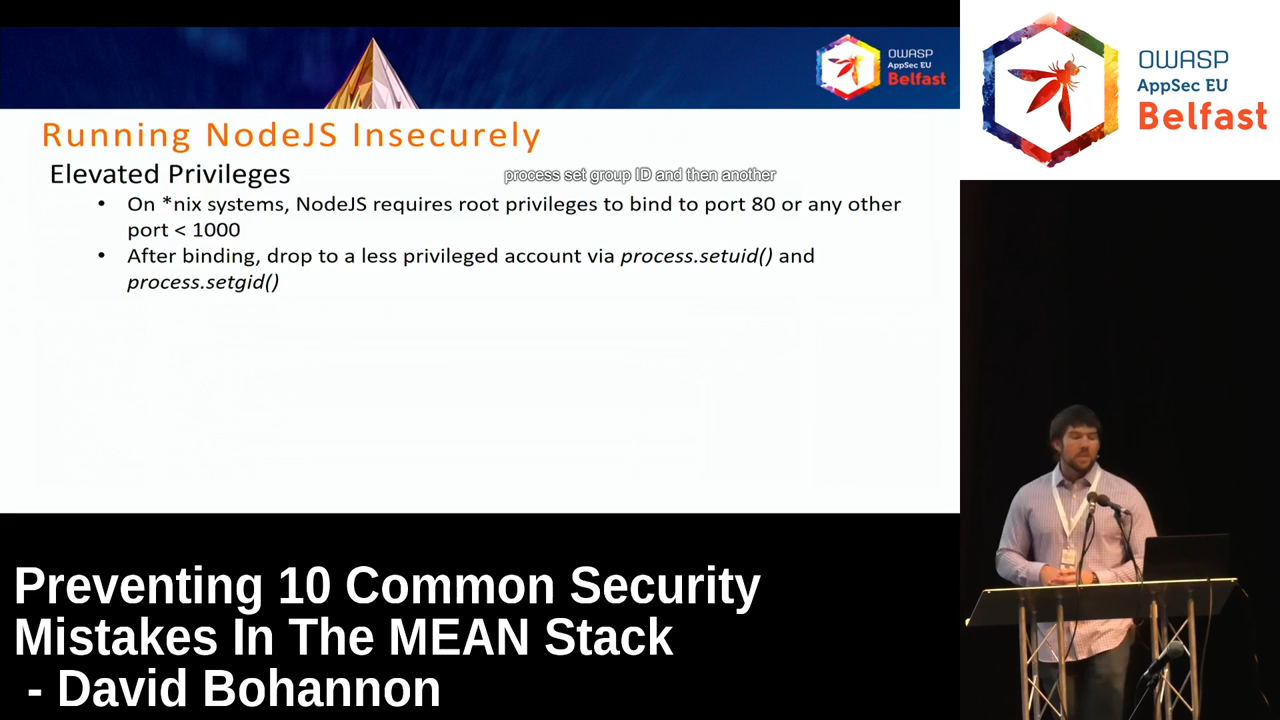 OWASP
AppSec EU
Belfast
OWASP
AppSec EU
Belfast
Running NodeJS Insecurely
Elevated Privileges
process set group ID and then another
• On *nix systems, NodeJS requires root privileges to bind to port 80 or any other
port < 1000
• After binding, drop to a less privileged account via process.setuid() and
process.setgid()
Preventing 10 Common Security
Mistakes In The MEAN Stack
- David Bohannon